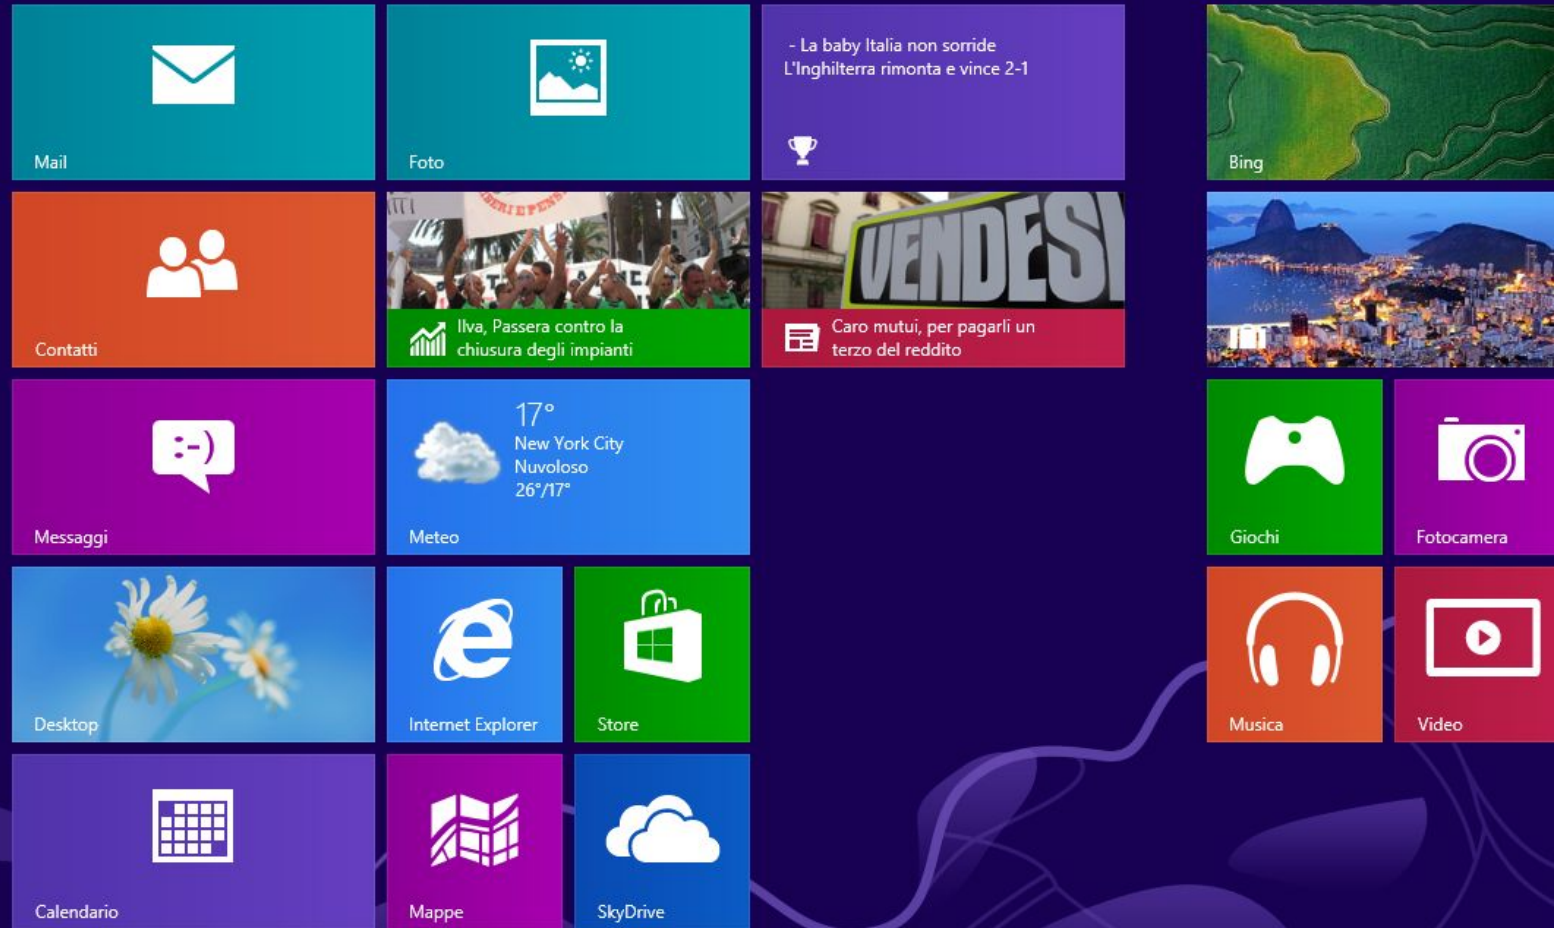 Mail
Foto
- La baby Italia non sorride
L'Inghilterra rimonta e vince 2-1
Bing
Contatti
Ilva, Passera contro la
chiusura degli impianti
VENDESI
Caro mutui, per pagarli un
terzo del reddito
Messaggi
:-)
17°
New York City
Nuvoloso
26°/17°
Meteo
Giochi
Fotocamera
Desktop
Internet Explorer
Store
Musica
Video
Calendario
Mappe
SkyDrive